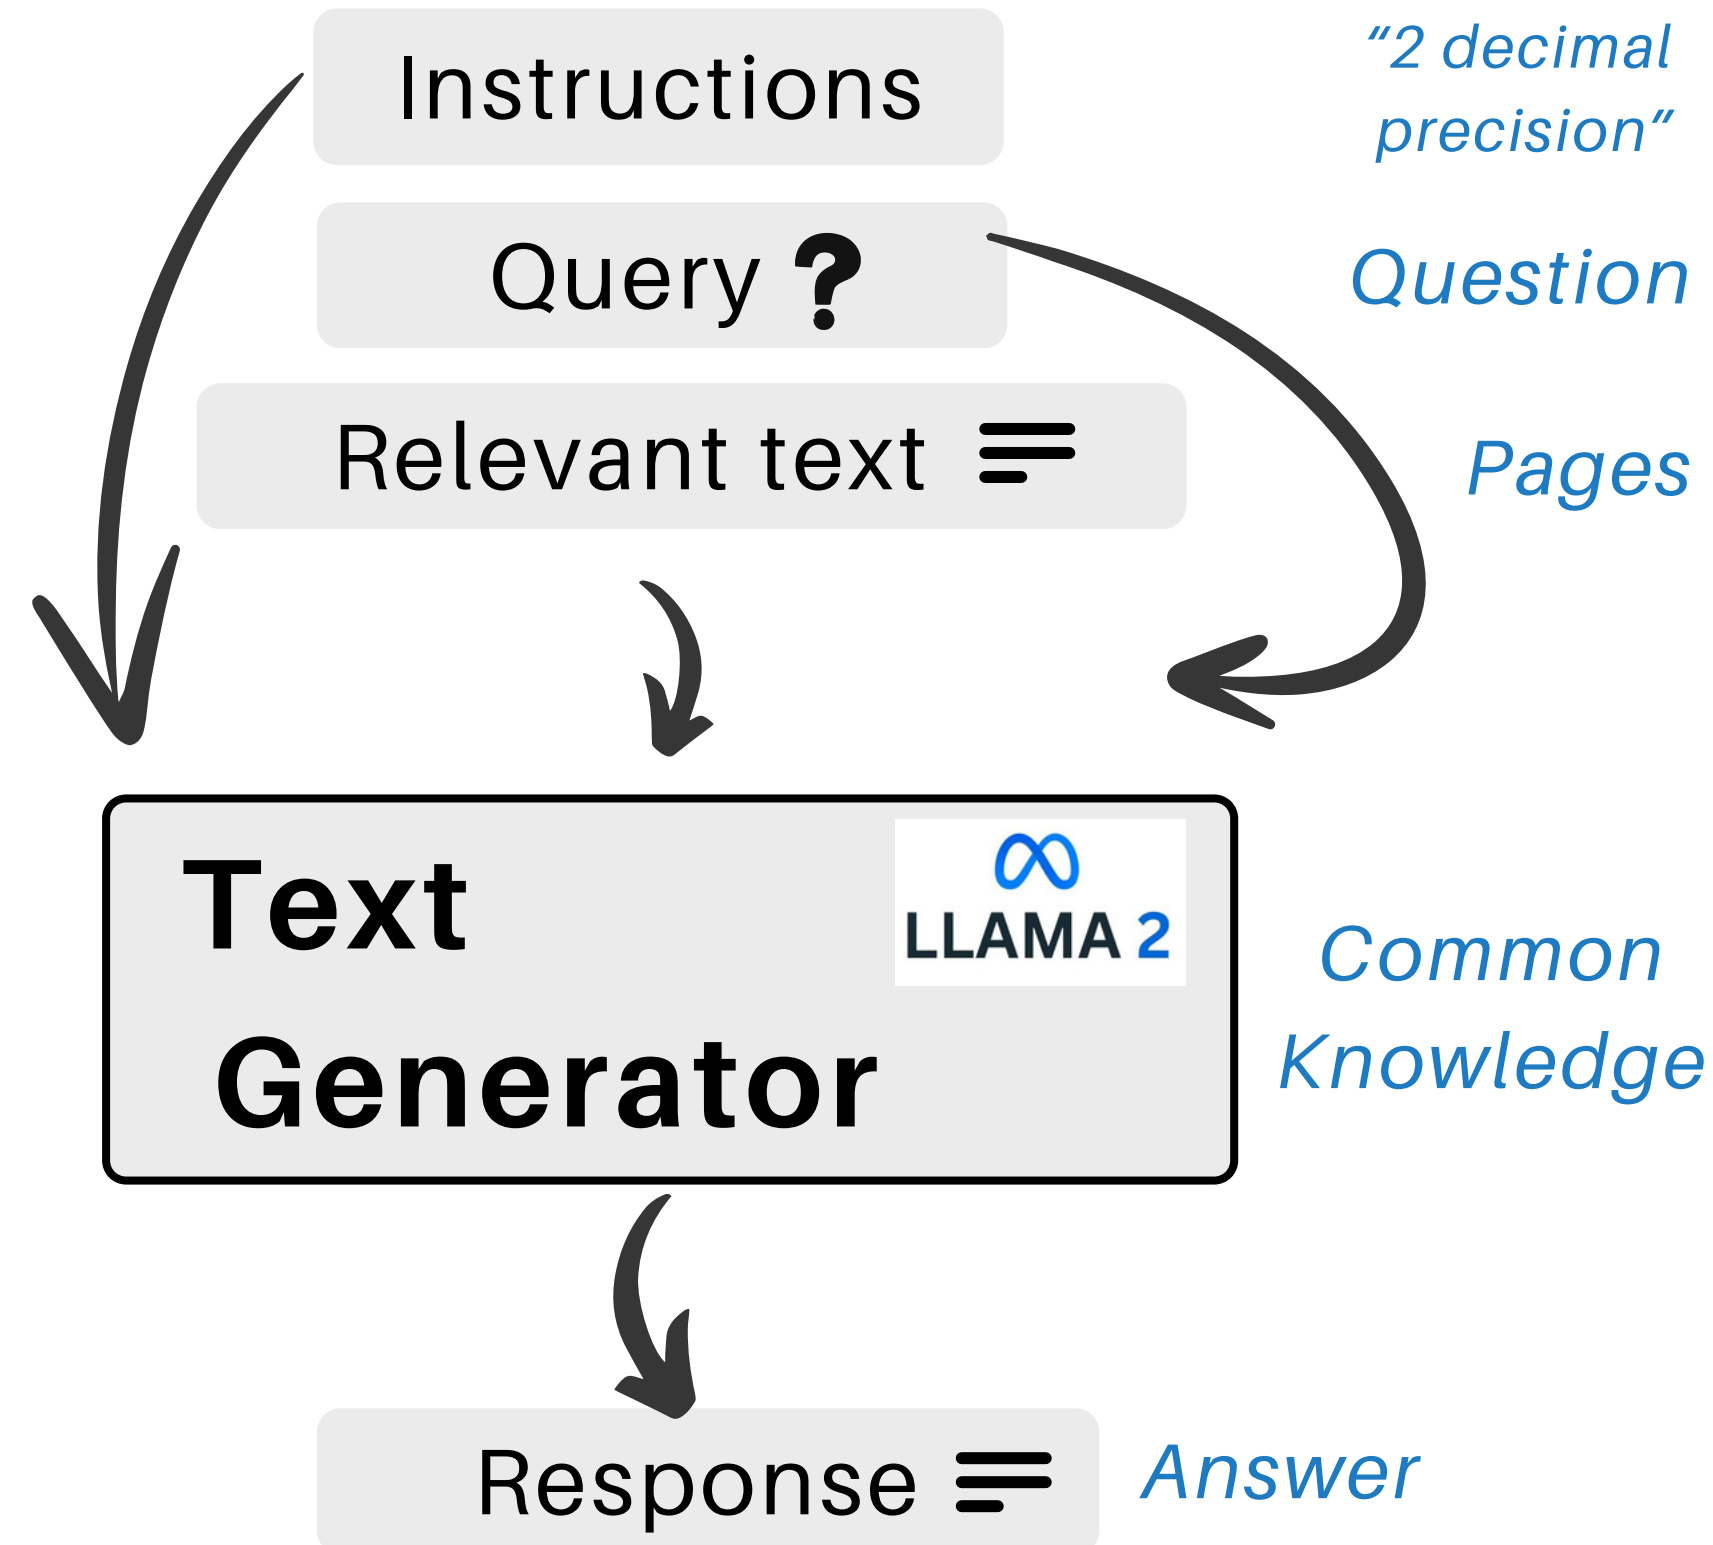 Instructions
“2 decimal
precision”
Query ?
Question
Relevant text
Pages
Text
LLAMA 2
Generator
Common
Knowledge
Response
Answer